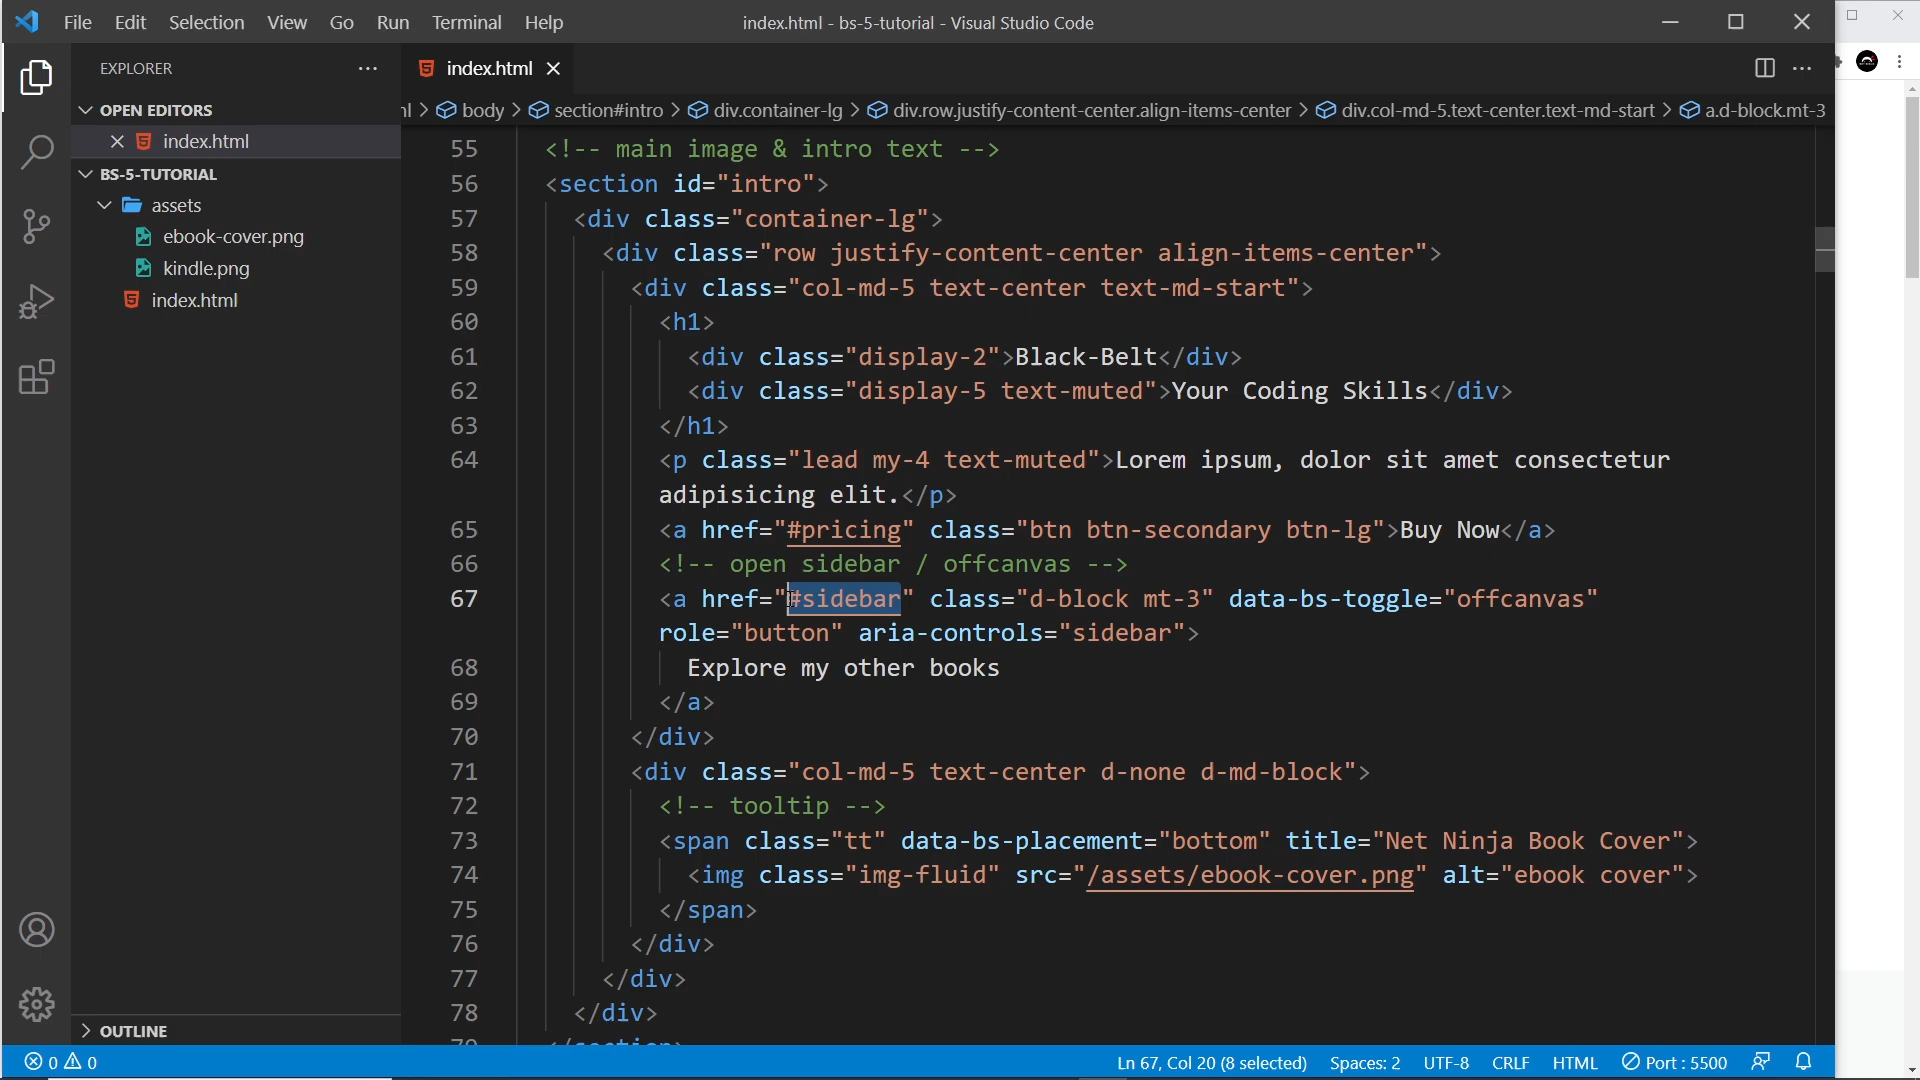 File Edit Selection View Go Run Terminal Help
index.html - bs-5-tutorial - Visual Studio Code
EXPLORER
OPEN EDITORS
index.html
BS-5-TUTORIAL
assets
ebook-cover.png
kindle.png
index.html
OUTLINE
index.html
body > section#intro > div.container-lg > div.row.justify-content-center.align-items-center > div.col-md-5.text-center.text-md-start > a.d-block.mt-3
55 <!-- main image & intro text -->
56 <section id="intro">
57 <div class="container-lg">
58 <div class="row justify-content-center align-items-center">
59 <div class="col-md-5 text-center text-md-start">
60 <h1>
61 <div class="display-2">Black-Belt</div>
62 <div class="display-5 text-muted">Your Coding Skills</div>
63 </h1>
64 <p class="lead my-4 text-muted">Lorem ipsum, dolor sit amet consectetur
adipisicing elit.</p>
65 <a href="#pricing" class="btn btn-secondary btn-lg">Buy Now</a>
66 <!-- open sidebar / offcanvas -->
67 <a href="#sidebar" class="d-block mt-3" data-bs-toggle="offcanvas"
role="button" aria-controls="sidebar">
68 Explore my other books
69 </a>
70 </div>
71 <div class="col-md-5 text-center d-none d-md-block">
72 <!-- tooltip -->
73 <span class="tt" data-bs-placement="bottom" title="Net Ninja Book Cover">
74 <img class="img-fluid" src="/assets/ebook-cover.png" alt="ebook cover">
75 </span>
76 </div>
77 </div>
78 </div>
0 0
Ln 67, Col 20 (8 selected) Spaces: 2 UTF-8 CRLF HTML Port : 5500